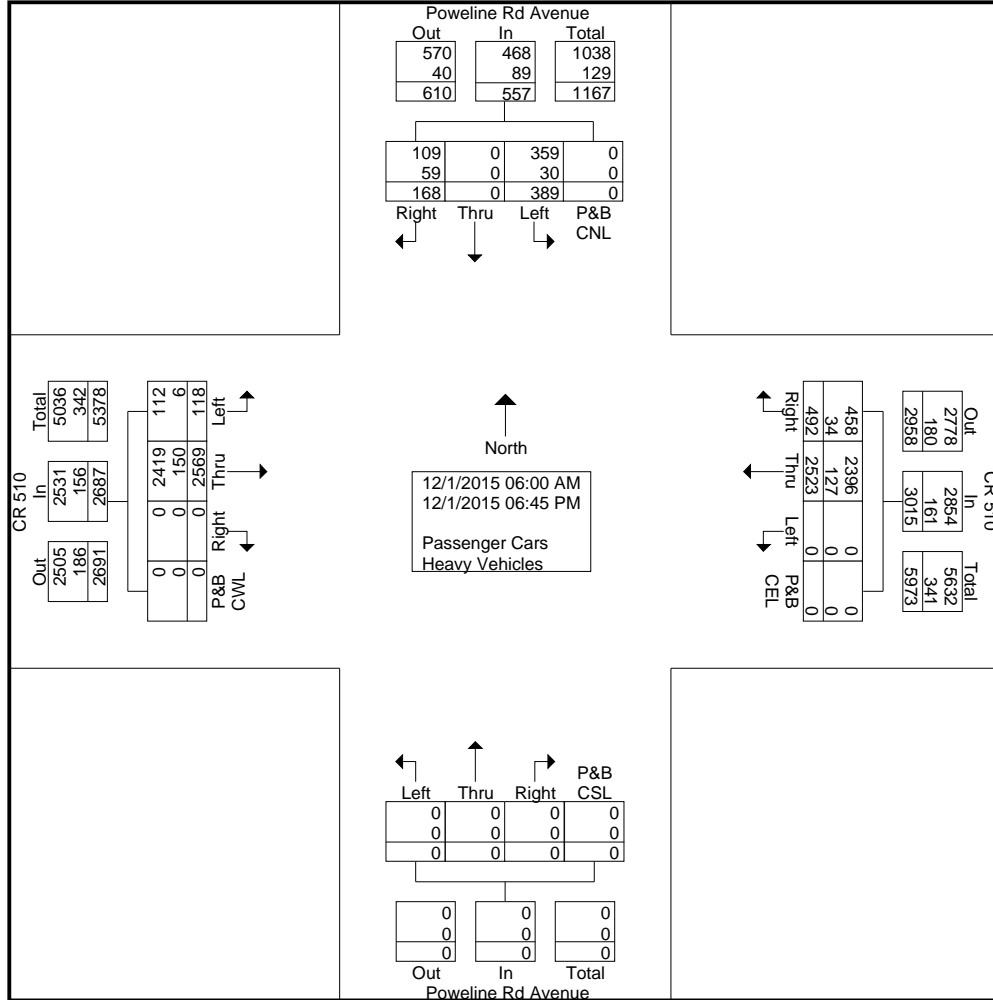 Poweline Rd Avenue
Out In Total
570 468 1038
40 89 129
610 557 1167
109 0 359 0
59 0 30 0
168 0 389 0
Right Thru Left P&B
CNL
CR 510
Total In Out
5036 2531 2505
342 156 186
5378 2687 2691
112 2419 0 0
6 150 0 0
118 2569 0 0
Left Thru Right P&B
CWL
North
12/1/2015 06:00 AM
12/1/2015 06:45 PM
Passenger Cars
Heavy Vehicles
Right Thru Left P&B
CEL
458 2396 0 0
34 127 0 0
492 2523 0 0
Out In Total
2778 2854 5632
180 161 341
2958 3015 5973
CR 510
Left Thru Right P&B
CSL
0 0 0 0
0 0 0 0
0 0 0 0
0 0 0
0 0 0
0 0 0
Out In Total
Poweline Rd Avenue